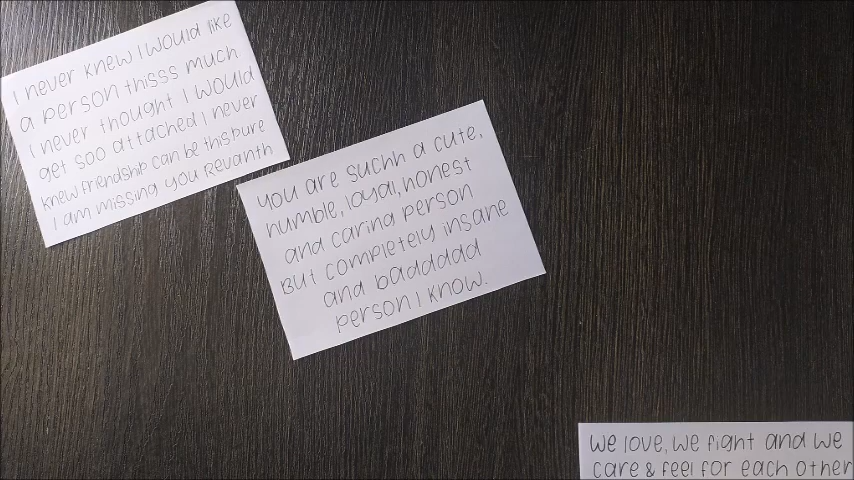 I never knew I would like
a person thisss much
I never thought I would
get soo attached I never
knew friendship can be this pure
I am missing you Revanth
you are suchh a cute,
humble, loyal, honest
and caring person
But completely insane
and baddddd
person I know.
we love, we fight and we
care & feel for each other